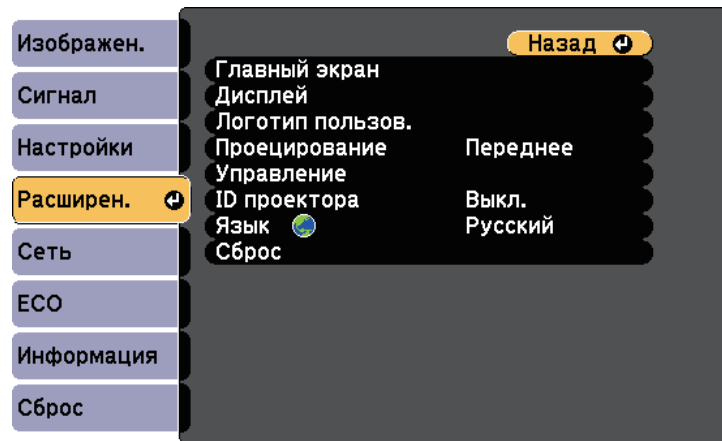 Изображен.
Сигнал
Настройки
Расширен.
Сеть
ECO
Информация
Сброс
Назад
Главный экран
Дисплей
Логотип пользов.
Проецирование Переднее
Управление
ID проектора Выкл.
Язык Русский
Сброс